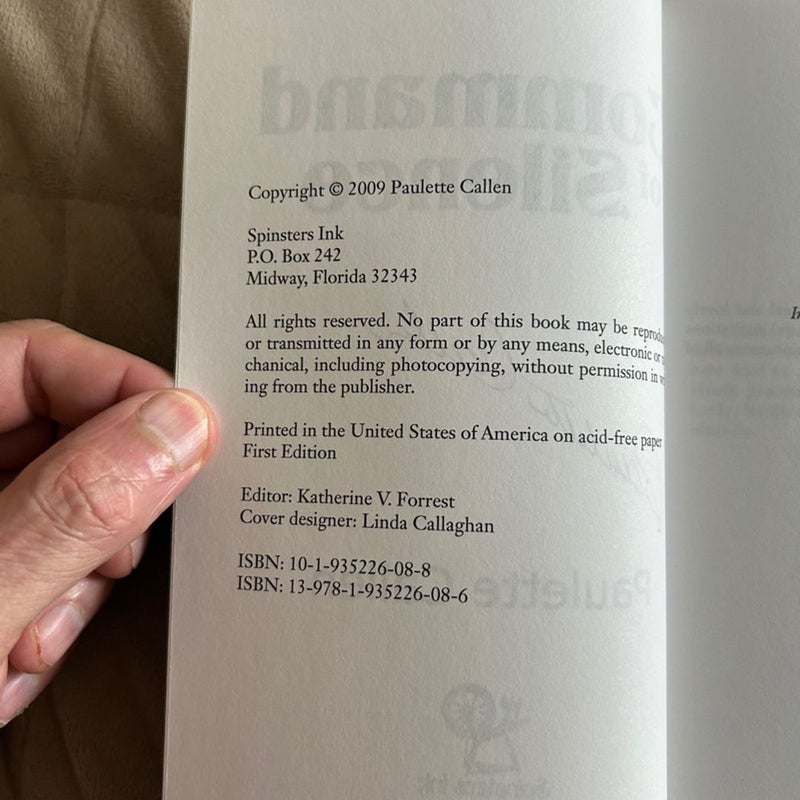 Copyright © 2009 Paulette Callen
Spinsters Ink
P.O. Box 242
Midway, Florida 32343
All rights reserved. No part of this book may be reprodu
or transmitted in any form or by any means, electronic or
chanical, including photocopying, without permission in w
ing from the publisher.
Printed in the United States of America on acid-free paper
First Edition
Editor: Katherine V. Forrest
Cover designer: Linda Callaghan
ISBN: 10-1-935226-08-8
ISBN: 13-978-1-935226-08-6